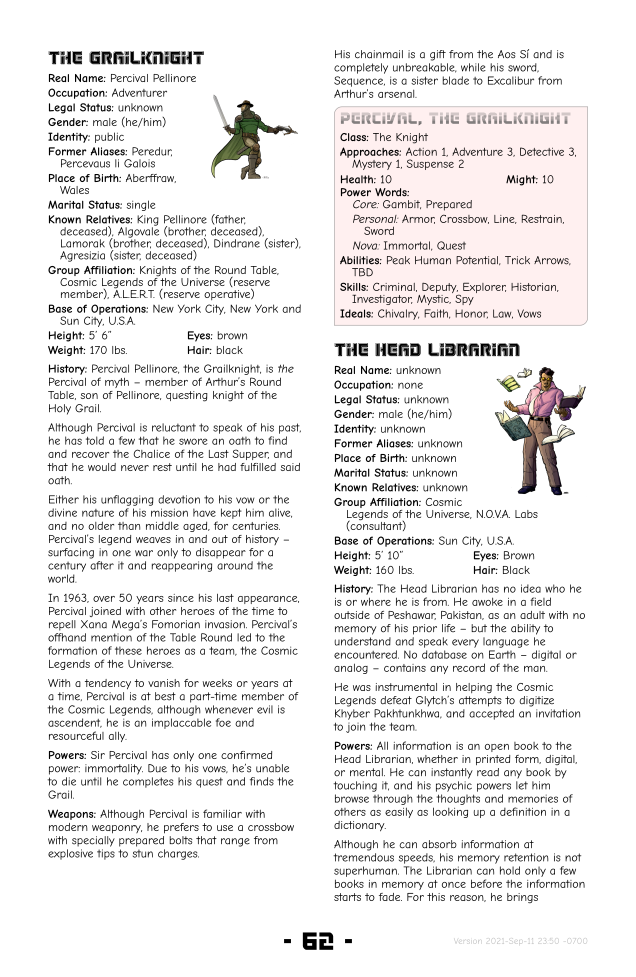 THE GRAILKNIGHT
Real Name: Percival Pellinore
Occupation: Adventurer
Legal Status: unknown
Gender: male (he/him)
Identity: public
Former Aliases: Peredur,
Percevaus li Galois
Place of Birth: Aberffraw,
Wales
Marital Status: single
Known Relatives: King Pellinore (father,
deceased), Algovale (brother, deceased),
Lamorak (brother, deceased), Dindrane (sister),
Agresizia (sister, deceased)
Group Affiliation: Knights of the Round Table,
Cosmic Legends of the Universe (reserve
member), A.L.E.R.T. (reserve operative)
Base of Operations: New York City, New York and
Sun City, U.S.A.
Height: 5’ 6” Eyes: brown
Weight: 170 lbs. Hair: black
History: Percival Pellinore, the Grailknight, is the
Percival of myth – member of Arthur’s Round
Table, son of Pellinore, questing knight of the
Holy Grail.
Although Percival is reluctant to speak of his past,
he has told a few that he swore an oath to find
and recover the Chalice of the Last Supper, and
that he would never rest until he had fulfilled said
oath.
Either his unflagging devotion to his vow or the
divine nature of his mission have kept him alive,
and no older than middle aged, for centuries.
Percival’s legend weaves in and out of history –
surfacing in one war only to disappear for a
century after it and reappearing around the
world.
In 1963, over 50 years since his last appearance,
Percival joined with other heroes of the time to
repell Xana Mega’s Fomorian invasion. Percival’s
offhand mention of the Table Round led to the
formation of these heroes as a team, the Cosmic
Legends of the Universe.
With a tendency to vanish for weeks or years at
a time, Percival is at best a part-time member of
the Cosmic Legends, although whenever evil is
ascendent, he is an implaccable foe and
resourceful ally.
Powers: Sir Percival has only one confirmed
power: immortality. Due to his vows, he’s unable
to die until he completes his quest and finds the
Grail.
Weapons: Although Percival is familiar with
modern weaponry, he prefers to use a crossbow
with specially prepared bolts that range from
explosive tips to stun charges.
His chainmail is a gift from the Aos Sí and is
completely unbreakable, while his sword,
Sequence, is a sister blade to Excalibur from
Arthur’s arsenal.
PERCIVAL, THE GRAILKNIGHT
Class: The Knight
Approaches: Action 1, Adventure 3, Detective 3,
Mystery 1, Suspense 2
Health: 10 Might: 10
Power Words:
Core: Gambit, Prepared
Personal: Armor, Crossbow, Line, Restrain,
Sword
Nova: Immortal, Quest
Abilities: Peak Human Potential, Trick Arrows,
TBD
Skills: Criminal, Deputy, Explorer, Historian,
Investigator, Mystic, Spy
Ideals: Chivalry, Faith, Honor, Law, Vows
THE HEAD LIBRARIAN
Real Name: unknown
Occupation: none
Legal Status: unknown
Gender: male (he/him)
Identity: unknown
Former Aliases: unknown
Place of Birth: unknown
Marital Status: unknown
Known Relatives: unknown
Group Affiliation: Cosmic
Legends of the Universe, N.O.V.A. Labs
(consultant)
Base of Operations: Sun City, U.S.A.
Height: 5’ 10” Eyes: Brown
Weight: 160 lbs. Hair: Black
History: The Head Librarian has no idea who he
is or where he is from. He awoke in a field
outside of Peshawar, Pakistan, as an adult with no
memory of his prior life – but the ability to
understand and speak every language he
encountered. No database on Earth – digital or
analog – contains any record of the man.
He was instrumental in helping the Cosmic
Legends defeat Glytch’s attempts to digitize
Khyber Pakhtunkhwa, and accepted an invitation
to join the team.
Powers: All information is an open book to the
Head Librarian, whether in printed form, digital,
or mental. He can instantly read any book by
touching it, and his psychic powers let him
browse through the thoughts and memories of
others as easily as looking up a definition in a
dictionary.
Although he can absorb information at
tremendous speeds, his memory retention is not
superhuman. The Librarian can hold only a few
books in memory at once before the information
starts to fade. For this reason, he brings
- 62 -
Version 2021-Sep-11 23:50 -0700